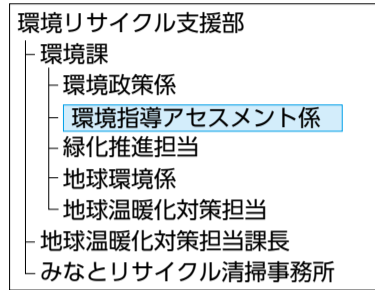 環境リサイクル支援部
環境課
環境政策係
環境指導アセスメント係
緑化推進担当
地球環境係
地球温暖化対策担当
地球温暖化対策担当課長
みなとリサイクル清掃事務所